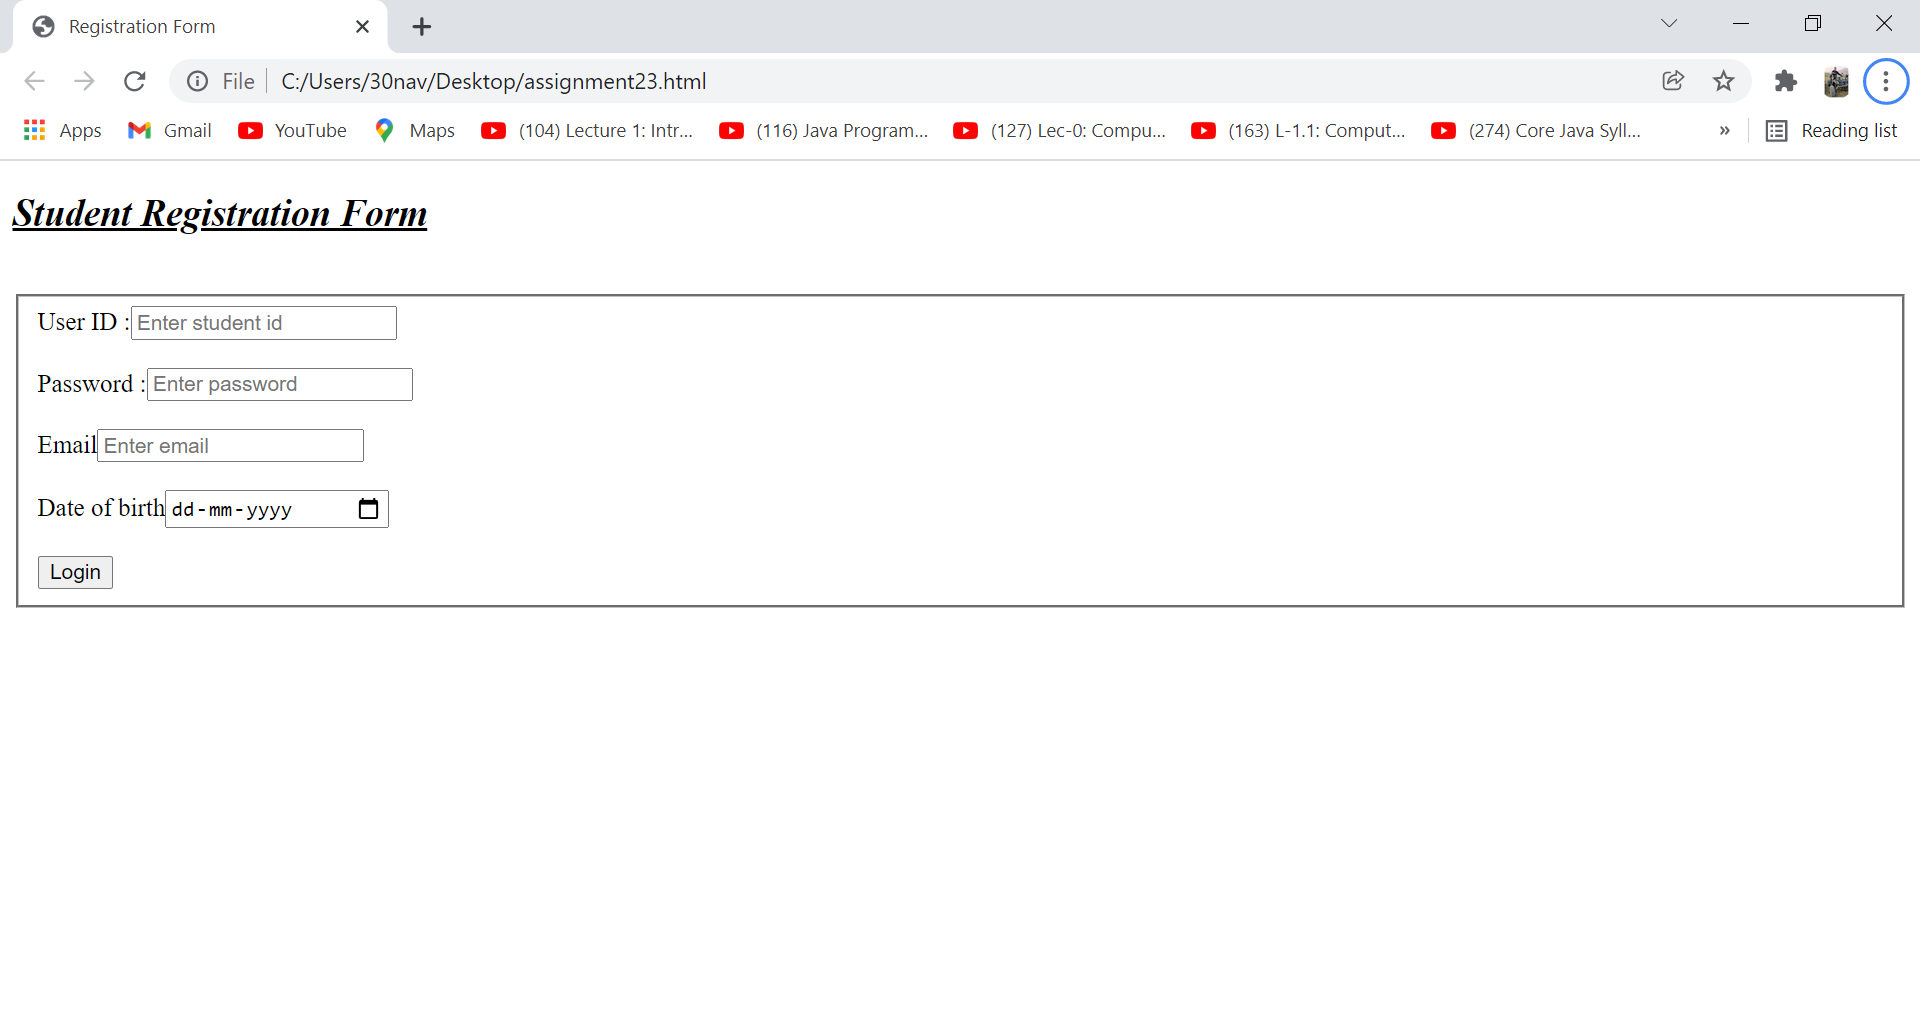 Registration Form
File C:/Users/30nav/Desktop/assignment23.html
Apps Gmail YouTube Maps (104) Lecture 1: Intr... (116) Java Program... (127) Lec-0: Compu... (163) L-1.1: Comput... (274) Core Java Syll... » Reading list
Student Registration Form
User ID : Enter student id
Password : Enter password
Email Enter email
Date of birth dd-mm-yyyy
Login